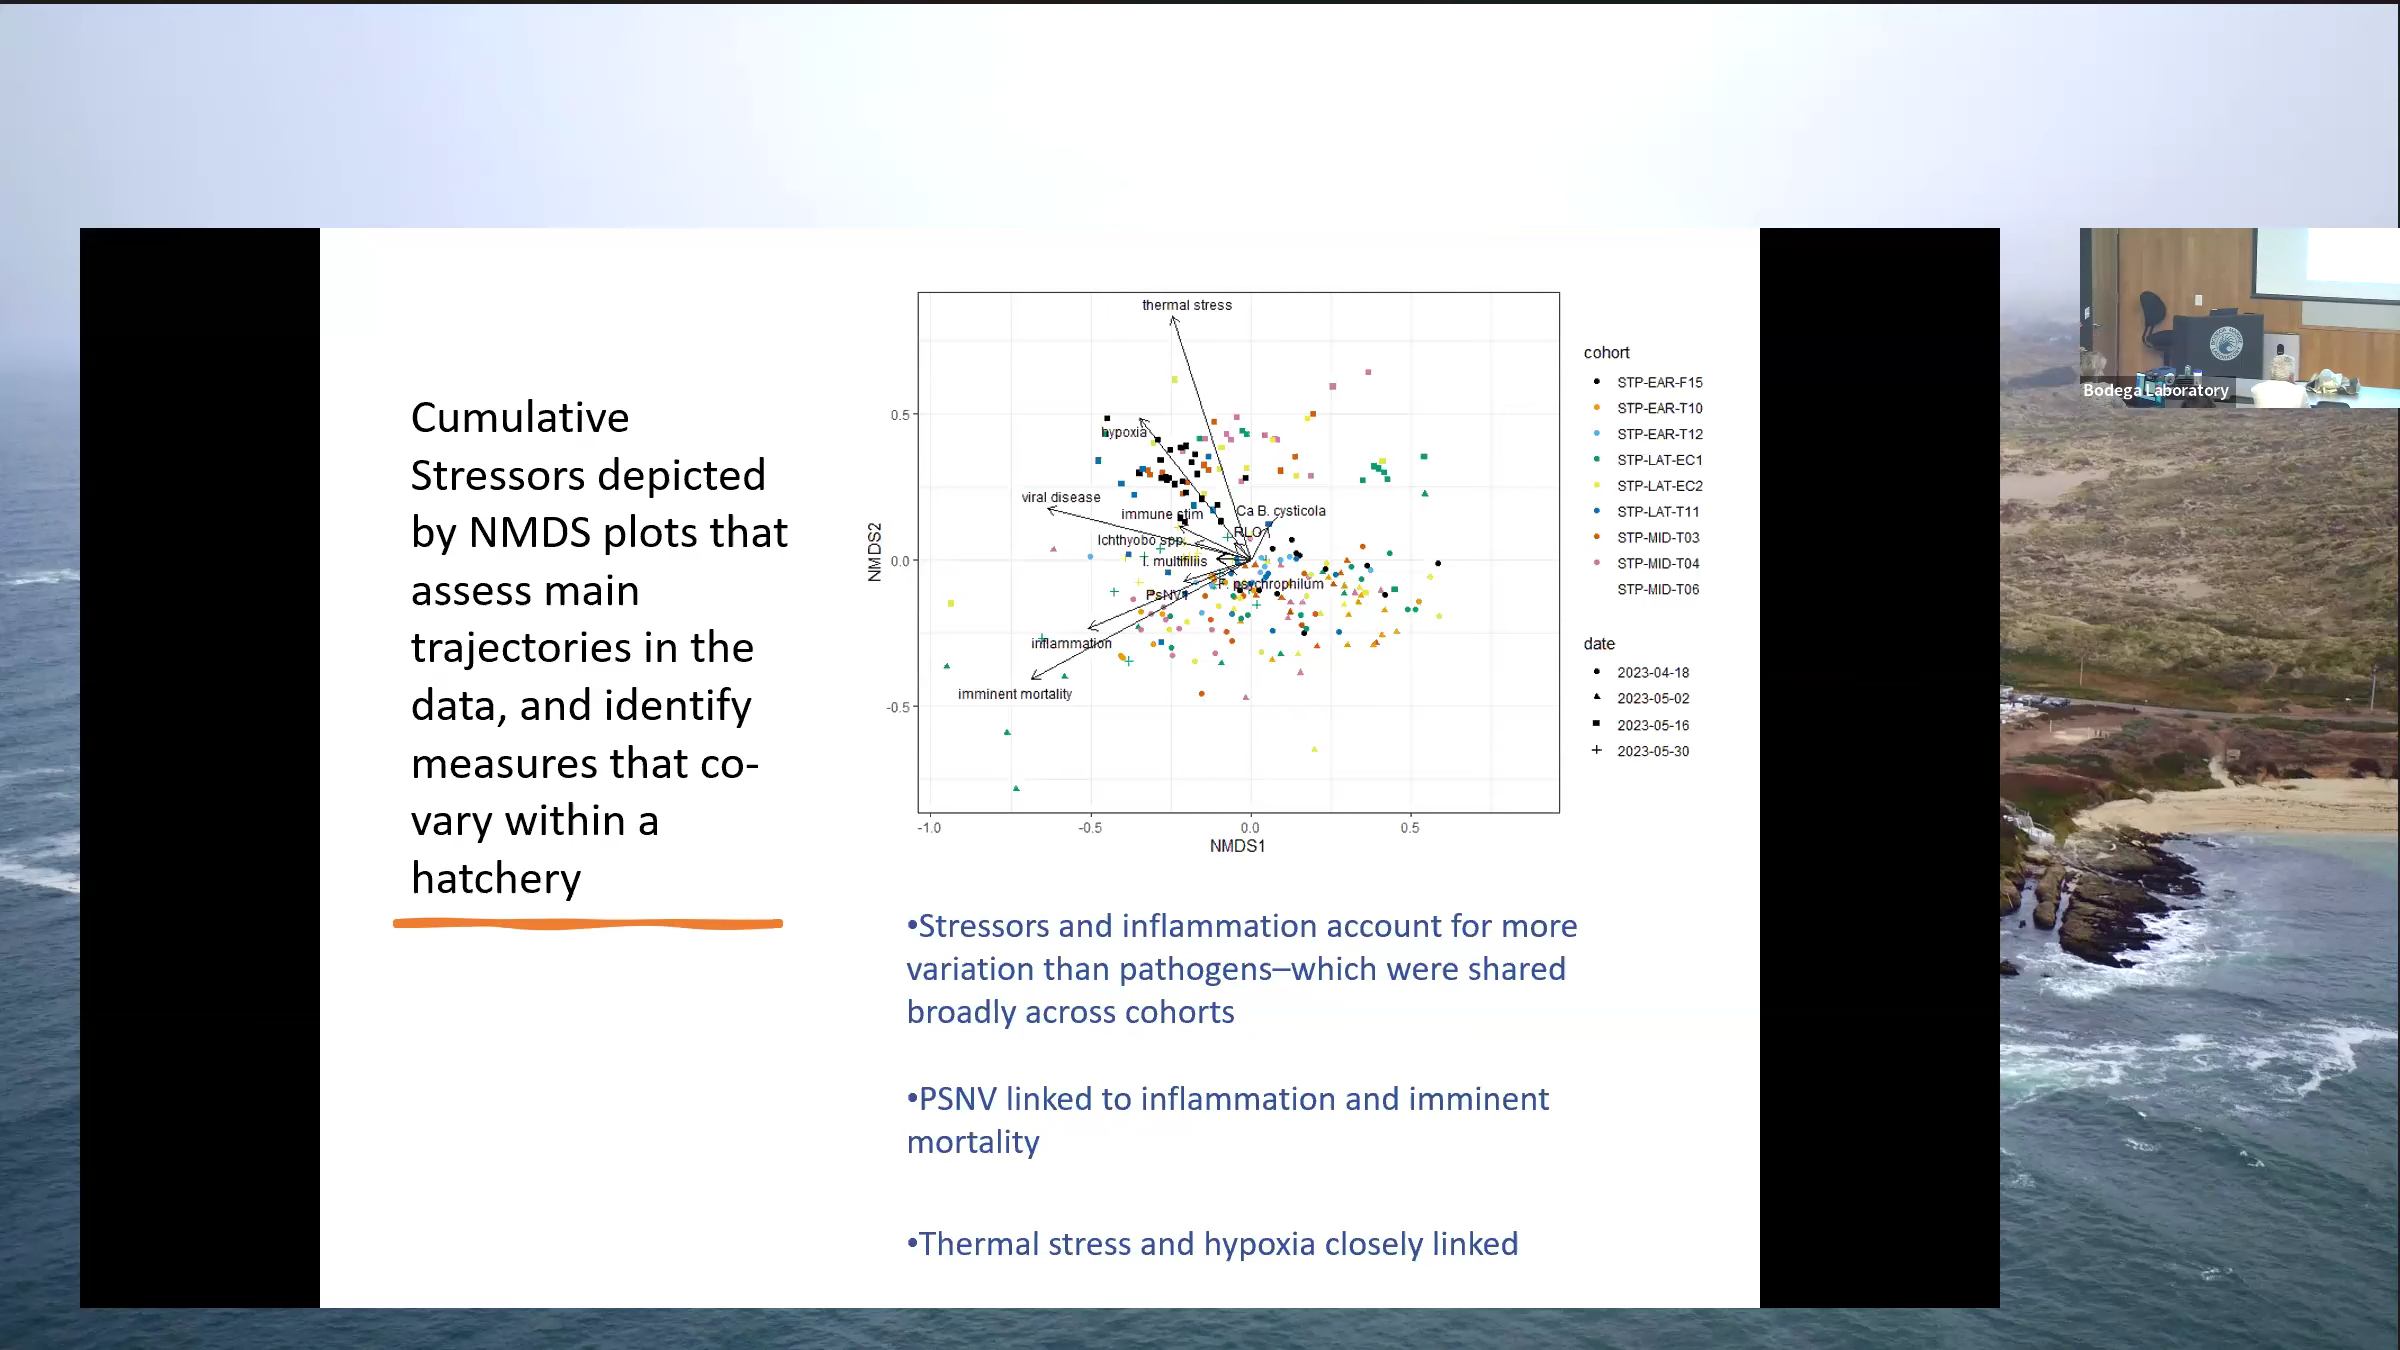 Cumulative
Stressors depicted
by NMDS plots that
assess main
trajectories in the
data, and identify
measures that co-
vary within a
hatchery
thermal stress
hypoxia
viral disease
immune stim
Ca B. cysticola
RLO
Ichthyobo spp.
T. multifiliis
F. psychrophilum
PsNV
inflammation
imminent mortality
NMDS2
0.5
0.0
-0.5
-1.0
-0.5
0.0
0.5
NMDS1
cohort
STP-EAR-F15
STP-EAR-T10
STP-EAR-T12
STP-LAT-EC1
STP-LAT-EC2
STP-LAT-T11
STP-MID-T03
STP-MID-T04
STP-MID-T06
date
2023-04-18
2023-05-02
2023-05-16
2023-05-30
•Stressors and inflammation account for more
variation than pathogens–which were shared
broadly across cohorts
•PSNV linked to inflammation and imminent
mortality
•Thermal stress and hypoxia closely linked
Bodega Laboratory